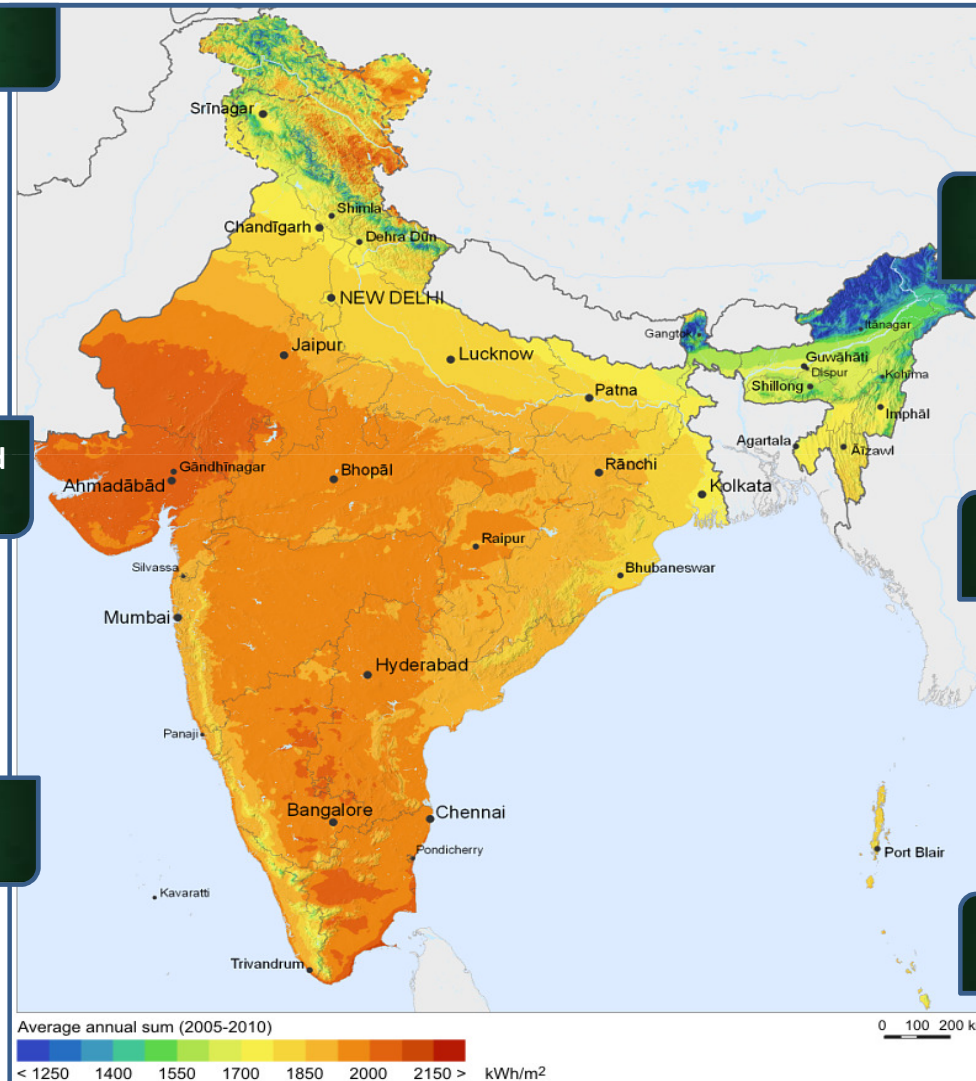 Srīnagar
Shimla
Chandīgarh
Dehra Dūn
NEW DELHI
Jaipur
Lucknow
Gangtok
Itānagar
Guwāhāti
Dispur
Shillong
Kohīma
Imphāl
Patna
Agartala
Āīzawl
d
Gāndhīnagar
Ahmadābād
Bhopāl
Rānchi
Kolkata
Raipur
Silvassa
Bhubaneswar
Mumbai
Hyderabad
Panaji
Bangalore
Chennai
Pondicherry
Port Blair
Kavaratti
Trivandrum
Average annual sum (2005-2010)
0 100 200 k
< 1250 1400 1550 1700 1850 2000 2150 > kWh/m²